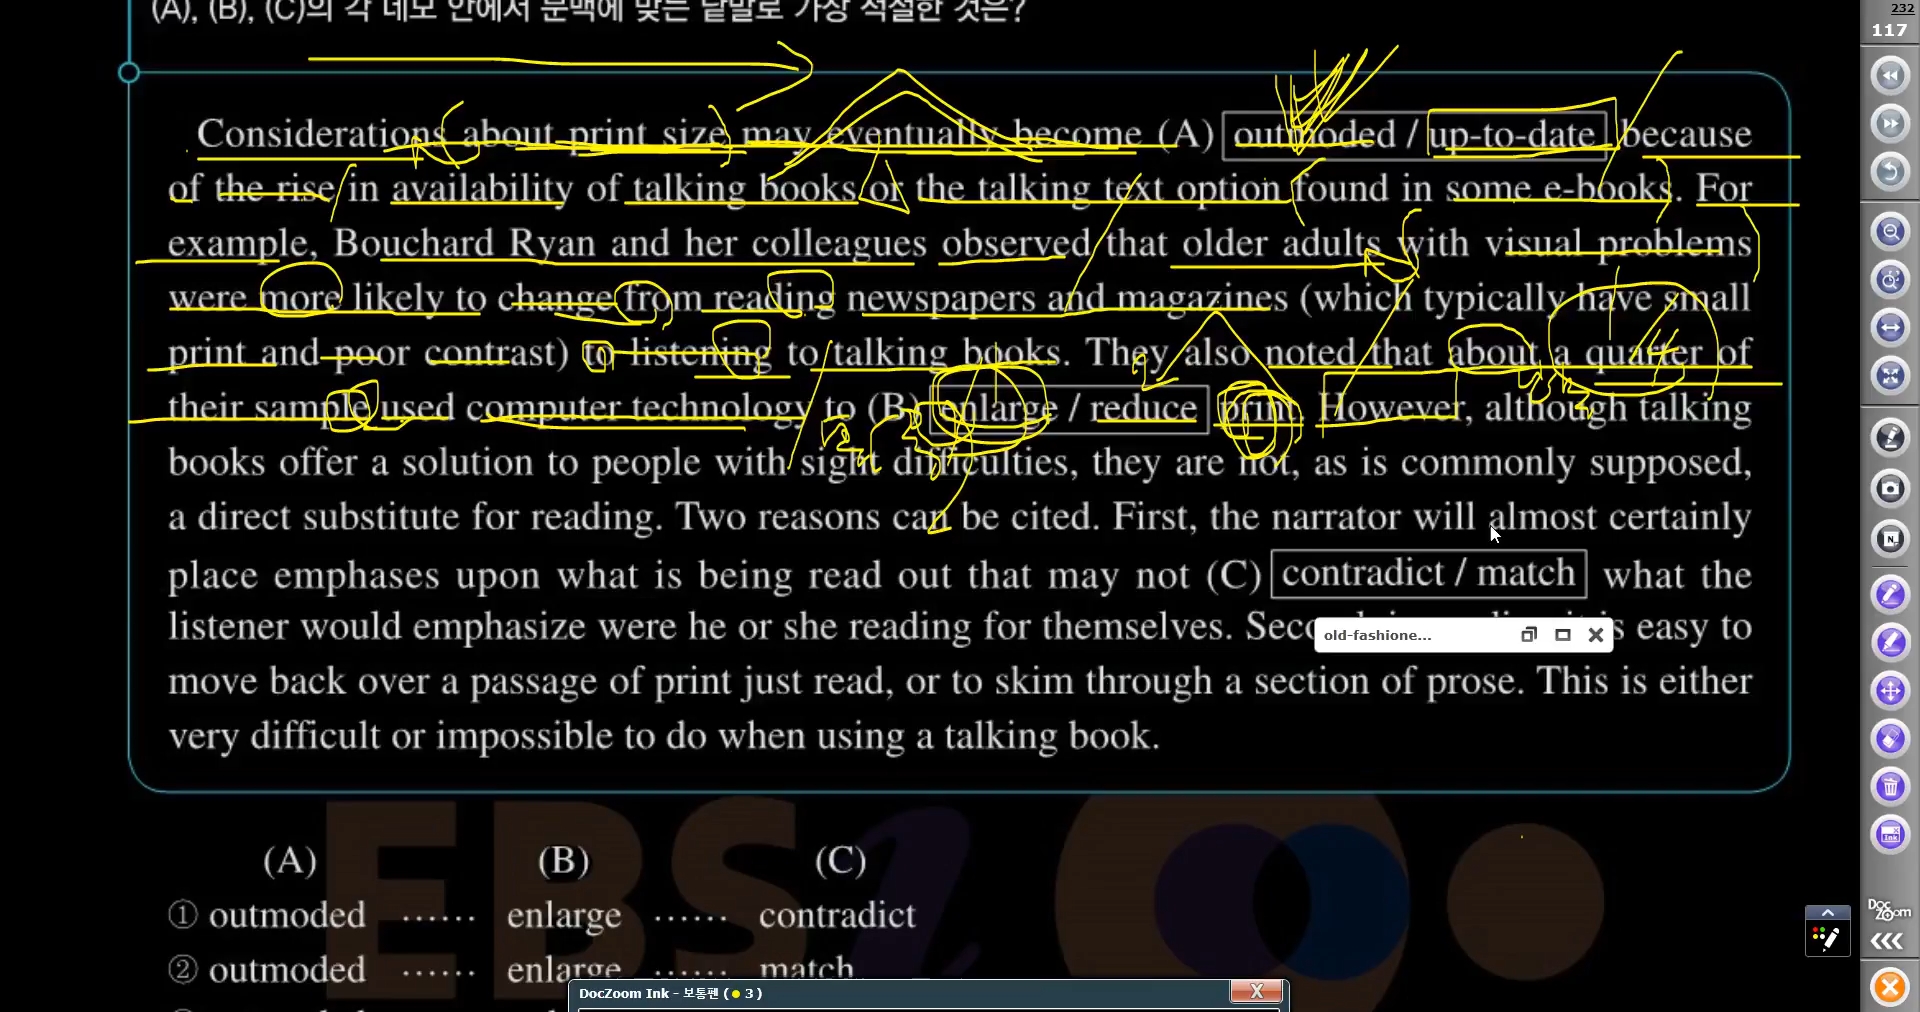 (A), (B), (C)의 각 네모 안에서 문맥에 맞는 낱말로 가장 적절한 것은?
232
117
Considerations about print size may eventually become (A) outmoded / up-to-date because
of the rise in availability of talking books or the talking text option found in some e-books. For
example, Bouchard Ryan and her colleagues observed that older adults with visual problems
were more likely to change from reading newspapers and magazines (which typically have small
print and poor contrast) to listening to talking books. They also noted that about a quarter of
their sample used computer technology to (B) enlarge / reduce print. However, although talking
books offer a solution to people with sight difficulties, they are not, as is commonly supposed,
a direct substitute for reading. Two reasons can be cited. First, the narrator will almost certainly
place emphases upon what is being read out that may not (C) contradict / match what the
listener would emphasize were he or she reading for themselves. is easy to
old-fashione...
move back over a passage of print just read, or to skim through a section of prose. This is either
very difficult or impossible to do when using a talking book.
EBSi
(A) (B) (C)
① outmoded ...... enlarge ...... contradict
② outmoded ...... enlarge ...... match
DocZoom Ink - 보통펜 ( 3 )
DocZoom